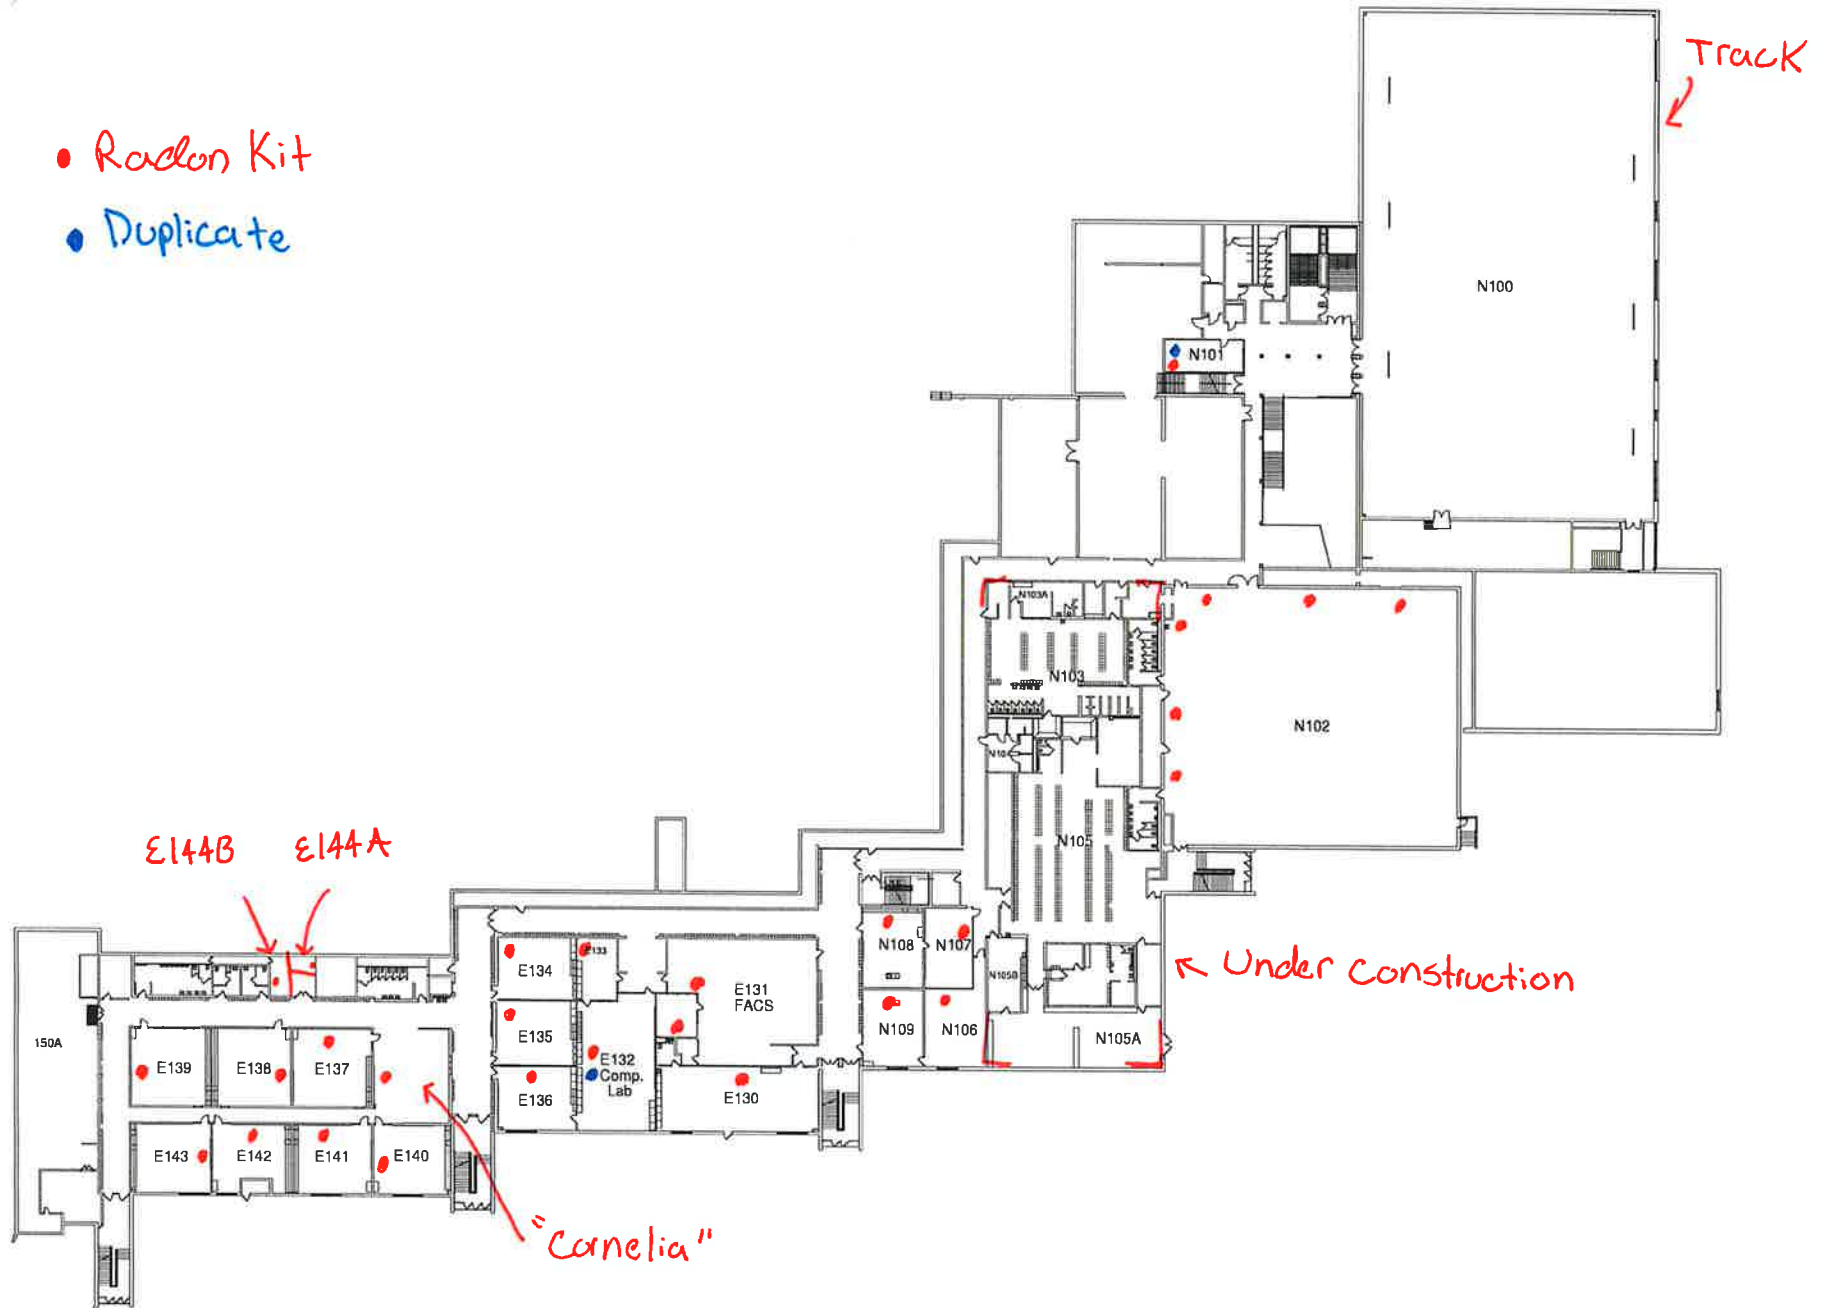 Track
• Radon Kit
• Duplicate
N100
N101
N103A
N103
N102
N105
E144B
E144A
N108
N107
Under Construction
E134
E133
E131
FACS
N105B
150A
E135
N109
N106
N105A
E139
E138
E137
E132
Comp.
Lab
E136
E130
E143
E142
E141
E140
"Cornelia"